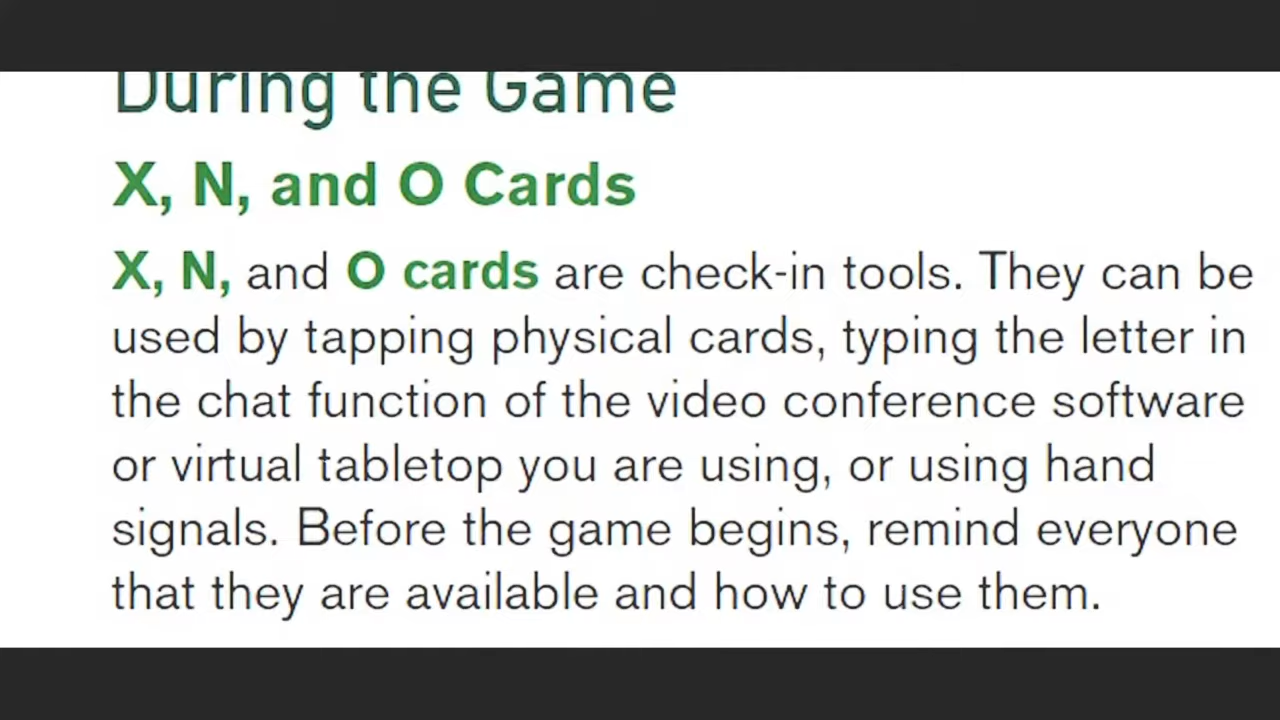 During the Game
X, N, and O Cards
X, N, and O cards are check-in tools. They can be
used by tapping physical cards, typing the letter in
the chat function of the video conference software
or virtual tabletop you are using, or using hand
signals. Before the game begins, remind everyone
that they are available and how to use them.